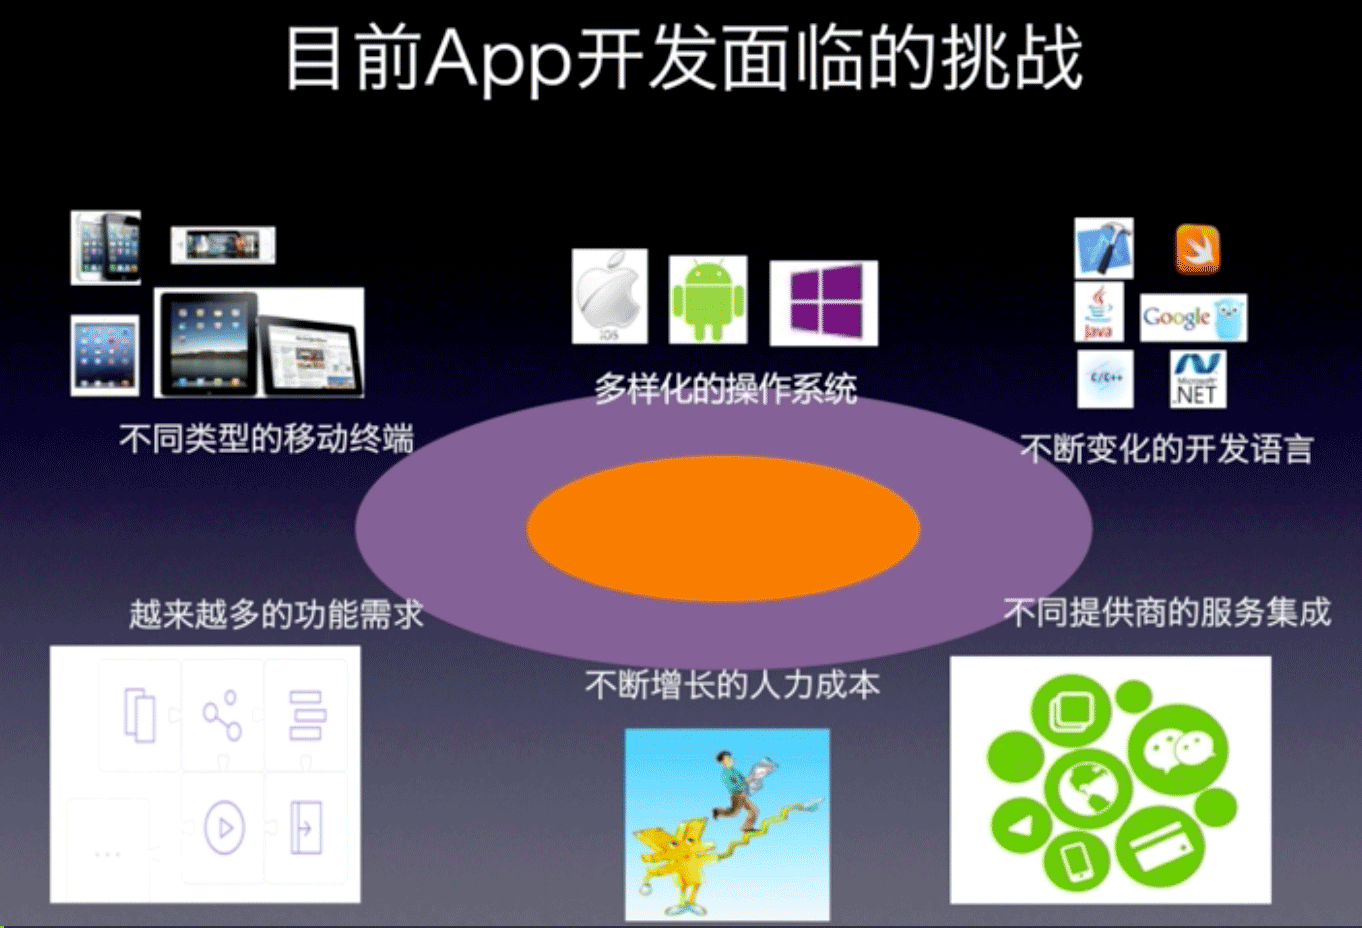 目前App开发面临的挑战
iOS
多样化的操作系统
Java
Google
C/C++
Microsoft
.NET
不同类型的移动终端
不断变化的开发语言
越来越多的功能需求
不同提供商的服务集成
不断增长的人力成本